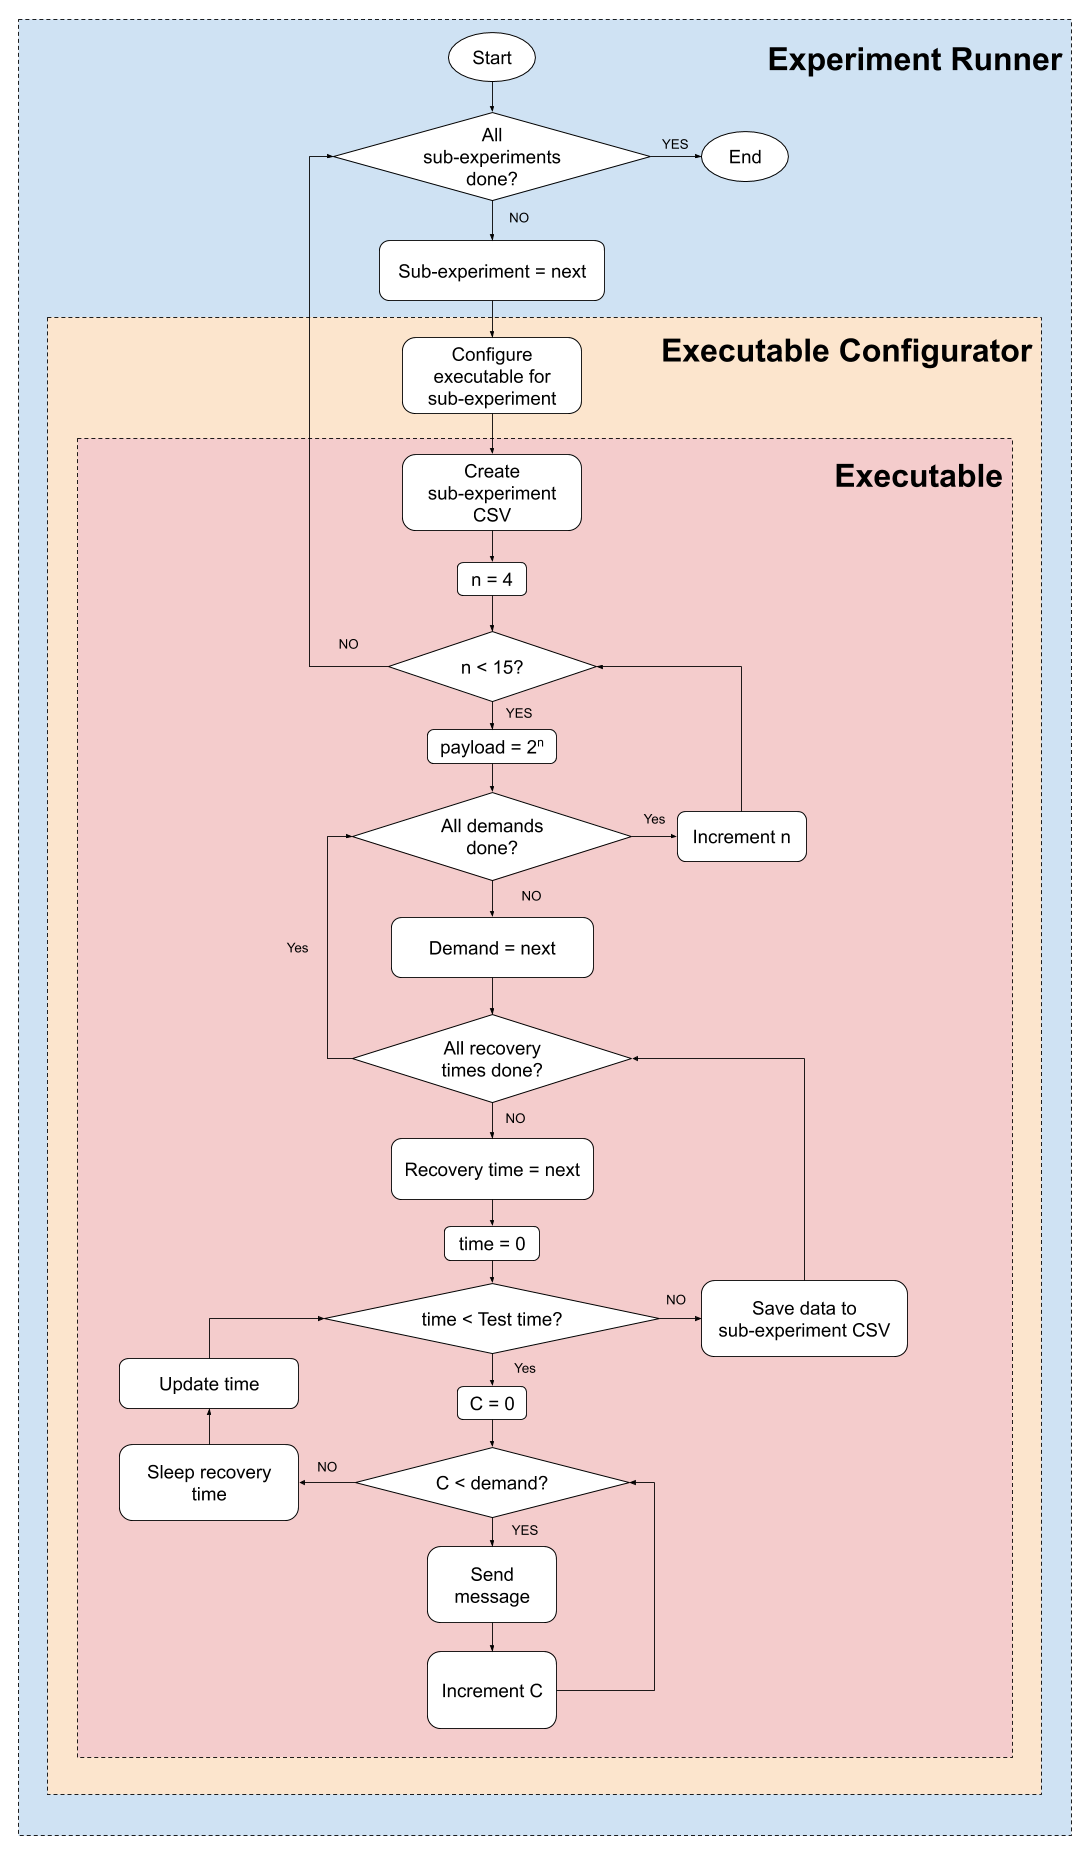 Experiment Runner
Start
All
sub-experiments
done?
YES
End
NO
Sub-experiment = next
Executable Configurator
Configure
executable for
sub-experiment
Executable
Create
sub-experiment
CSV
n = 4
NO
n < 15?
YES
payload = 2ⁿ
All demands
done?
Yes
Increment n
NO
Demand = next
Yes
All recovery
times done?
NO
Recovery time = next
time = 0
time < Test time?
NO
Save data to
sub-experiment CSV
Yes
Update time
C = 0
Sleep recovery
time
NO
C < demand?
YES
Send
message
Increment C